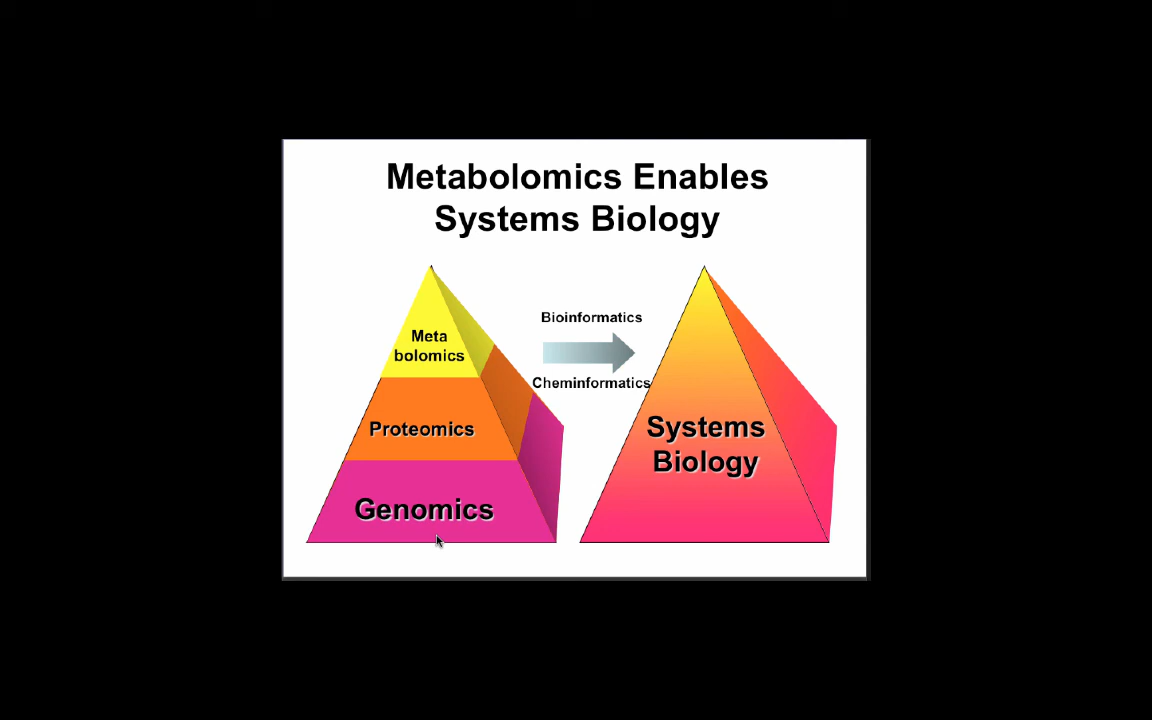 Metabolomics Enables
Systems Biology
Meta
bolomics
Proteomics
Genomics
Bioinformatics
Cheminformatics
Systems
Biology